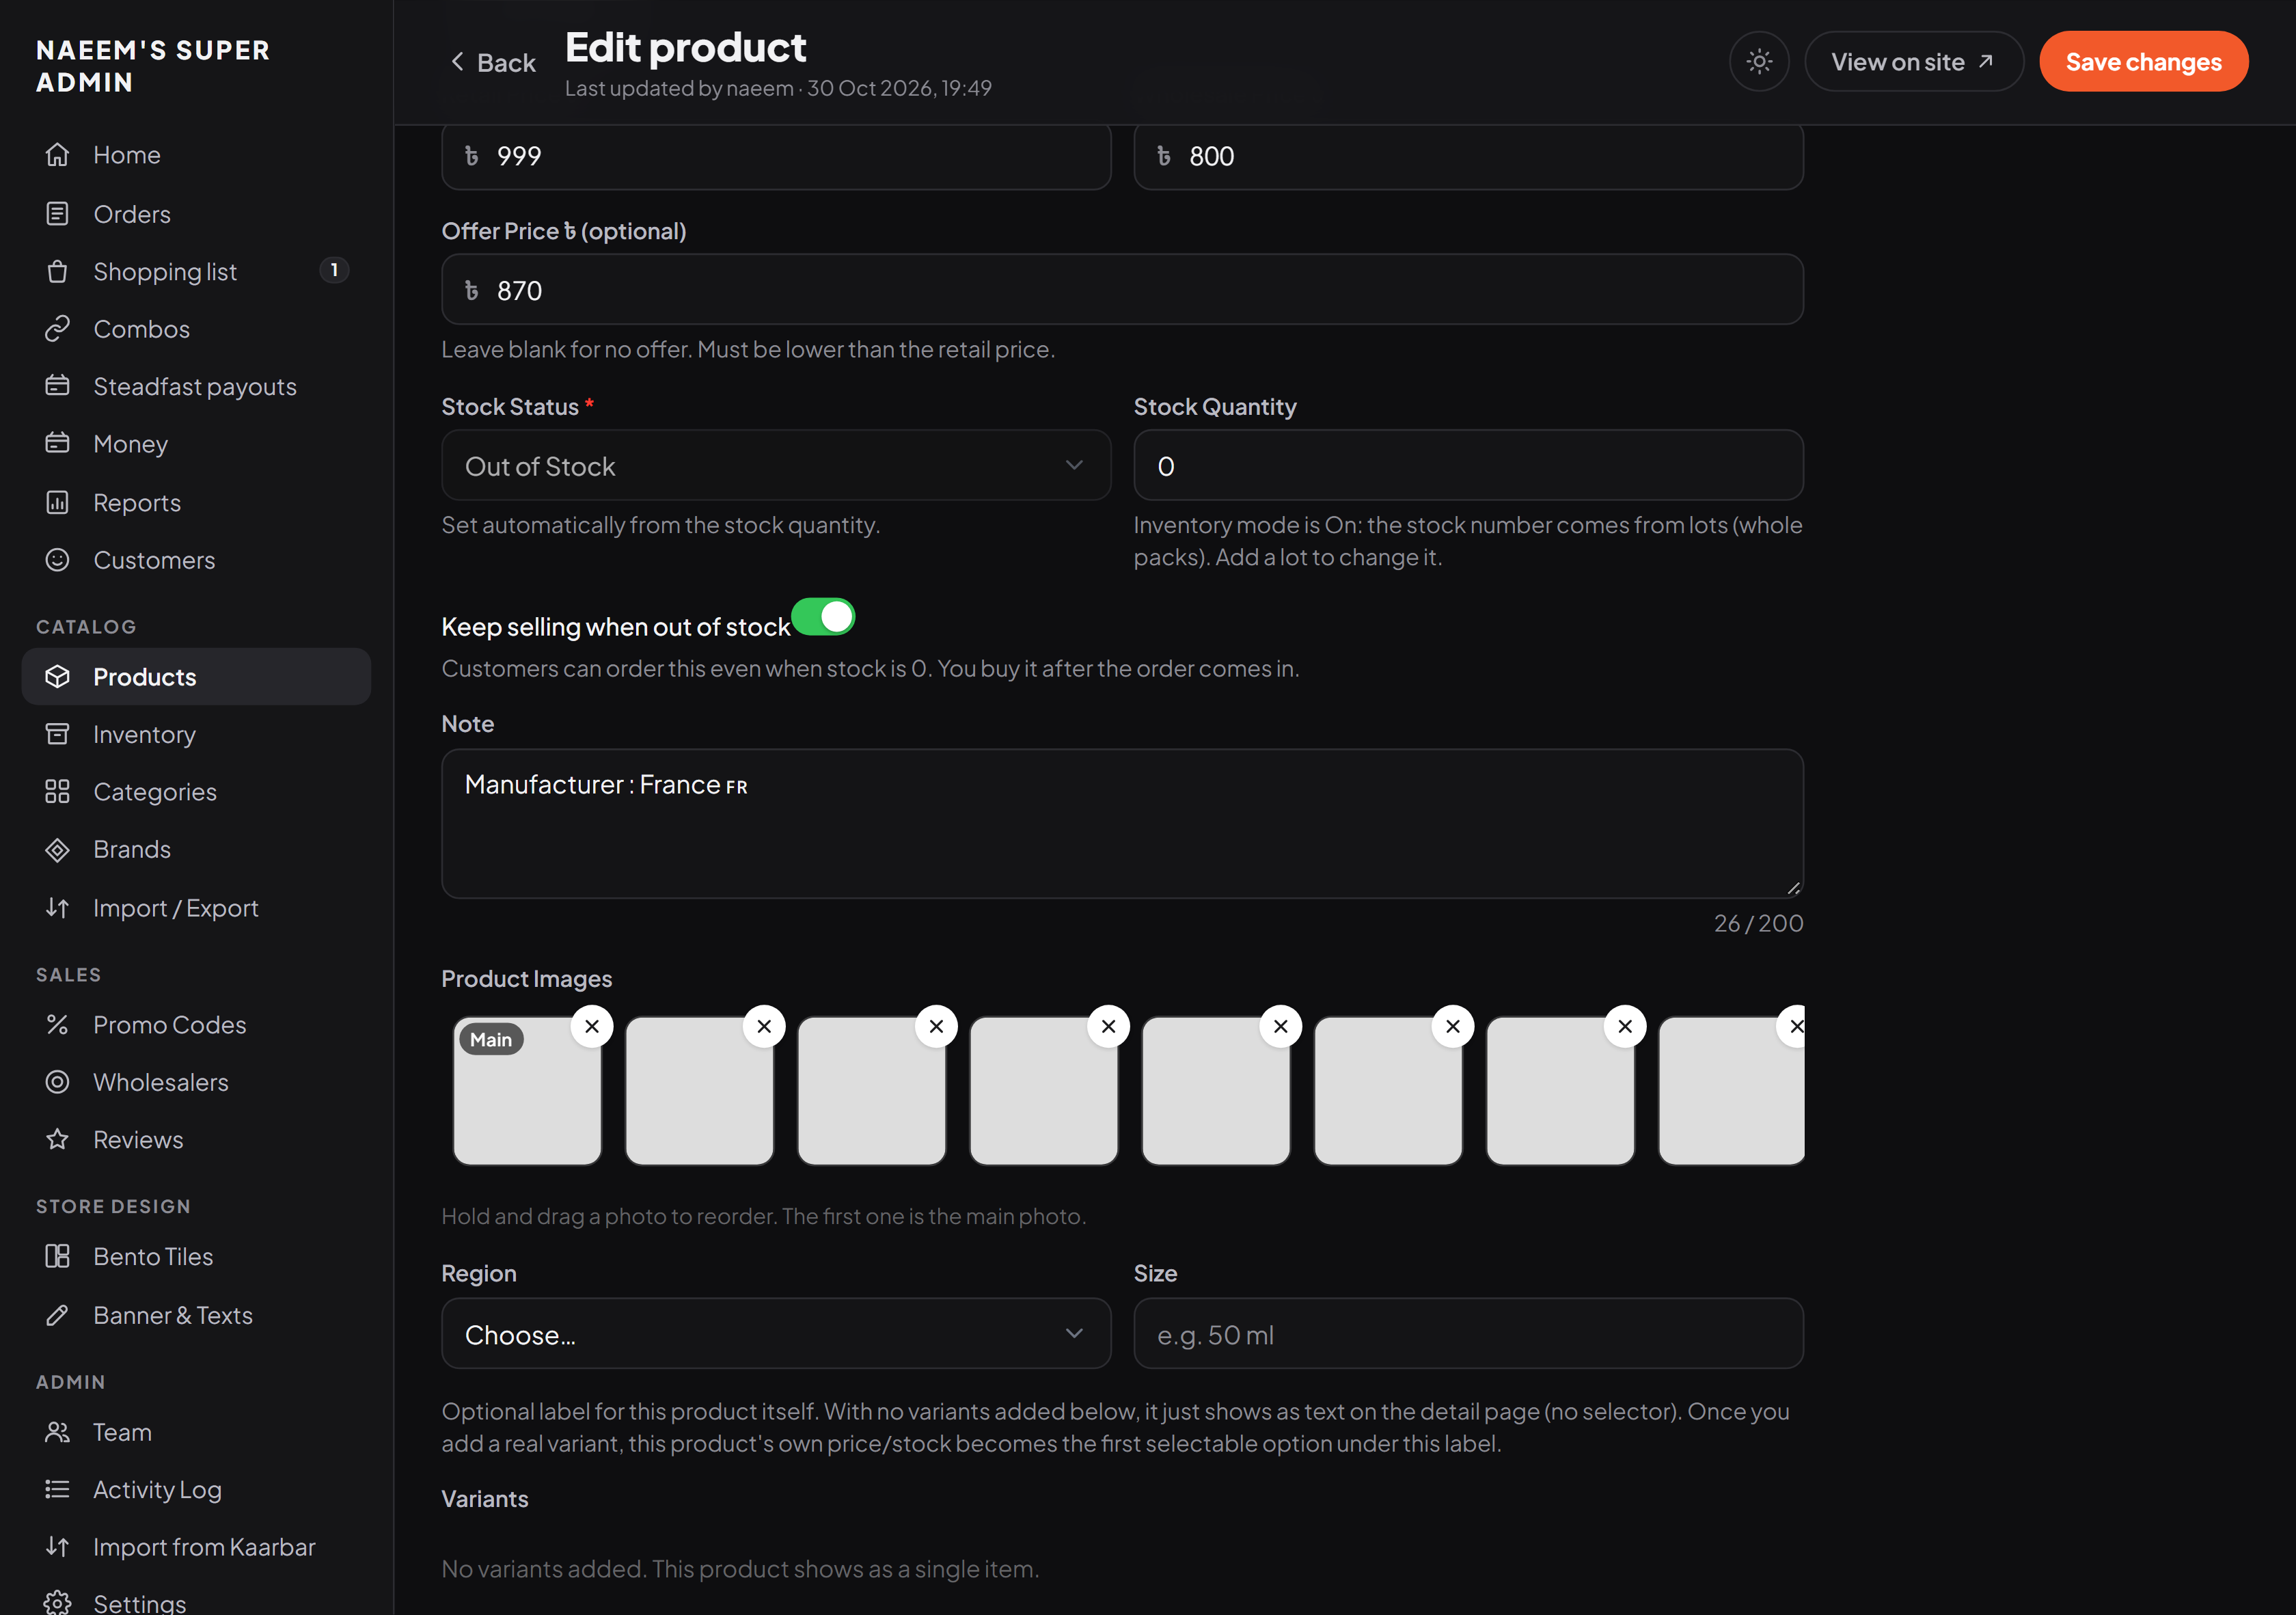 NAEEM'S SUPER
ADMIN
Home
Orders
Shopping list 1
Combos
Steadfast payouts
Money
Reports
Customers
CATALOG
Products
Inventory
Categories
Brands
Import / Export
SALES
Promo Codes
Wholesalers
Reviews
STORE DESIGN
Bento Tiles
Banner & Texts
ADMIN
Team
Activity Log
Import from Kaarbar
Settings
Back
Edit product
Last updated by naeem · 30 Oct 2026, 19:49
View on site
Save changes
৳ 999
৳ 800
Offer Price ৳ (optional)
৳ 870
Leave blank for no offer. Must be lower than the retail price.
Stock Status *
Out of Stock
Set automatically from the stock quantity.
Stock Quantity
0
Inventory mode is On: the stock number comes from lots (whole
packs). Add a lot to change it.
Keep selling when out of stock
Customers can order this even when stock is 0. You buy it after the order comes in.
Note
Manufacturer : France FR
26 / 200
Product Images
Main
Hold and drag a photo to reorder. The first one is the main photo.
Region
Choose...
Size
e.g. 50 ml
Optional label for this product itself. With no variants added below, it just shows as text on the detail page (no selector). Once you
add a real variant, this product's own price/stock becomes the first selectable option under this label.
Variants
No variants added. This product shows as a single item.